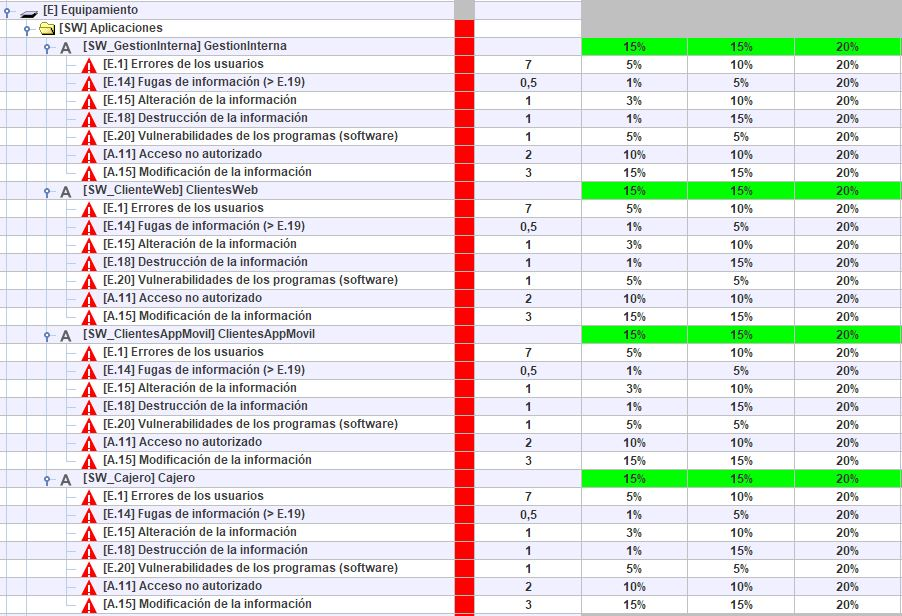 [E] Equipamiento
[SW] Aplicaciones
A [SW_GestionInterna] GestionInterna 15% 15% 20%
[E.1] Errores de los usuarios 7 5% 10% 20%
[E.14] Fugas de información (> E.19) 0,5 1% 5% 20%
[E.15] Alteración de la información 1 3% 10% 20%
[E.18] Destrucción de la información 1 1% 15% 20%
[E.20] Vulnerabilidades de los programas (software) 1 5% 5% 20%
[A.11] Acceso no autorizado 2 10% 10% 20%
[A.15] Modificación de la información 3 15% 15% 20%
A [SW_ClienteWeb] ClientesWeb 15% 15% 20%
[E.1] Errores de los usuarios 7 5% 10% 20%
[E.14] Fugas de información (> E.19) 0,5 1% 5% 20%
[E.15] Alteración de la información 1 3% 10% 20%
[E.18] Destrucción de la información 1 1% 15% 20%
[E.20] Vulnerabilidades de los programas (software) 1 5% 5% 20%
[A.11] Acceso no autorizado 2 10% 10% 20%
[A.15] Modificación de la información 3 15% 15% 20%
A [SW_ClientesAppMovil] ClientesAppMovil 15% 15% 20%
[E.1] Errores de los usuarios 7 5% 10% 20%
[E.14] Fugas de información (> E.19) 0,5 1% 5% 20%
[E.15] Alteración de la información 1 3% 10% 20%
[E.18] Destrucción de la información 1 1% 15% 20%
[E.20] Vulnerabilidades de los programas (software) 1 5% 5% 20%
[A.11] Acceso no autorizado 2 10% 10% 20%
[A.15] Modificación de la información 3 15% 15% 20%
A [SW_Cajero] Cajero 15% 15% 20%
[E.1] Errores de los usuarios 7 5% 10% 20%
[E.14] Fugas de información (> E.19) 0,5 1% 5% 20%
[E.15] Alteración de la información 1 3% 10% 20%
[E.18] Destrucción de la información 1 1% 15% 20%
[E.20] Vulnerabilidades de los programas (software) 1 5% 5% 20%
[A.11] Acceso no autorizado 2 10% 10% 20%
[A.15] Modificación de la información 3 15% 15% 20%